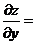 ∂z/∂y =